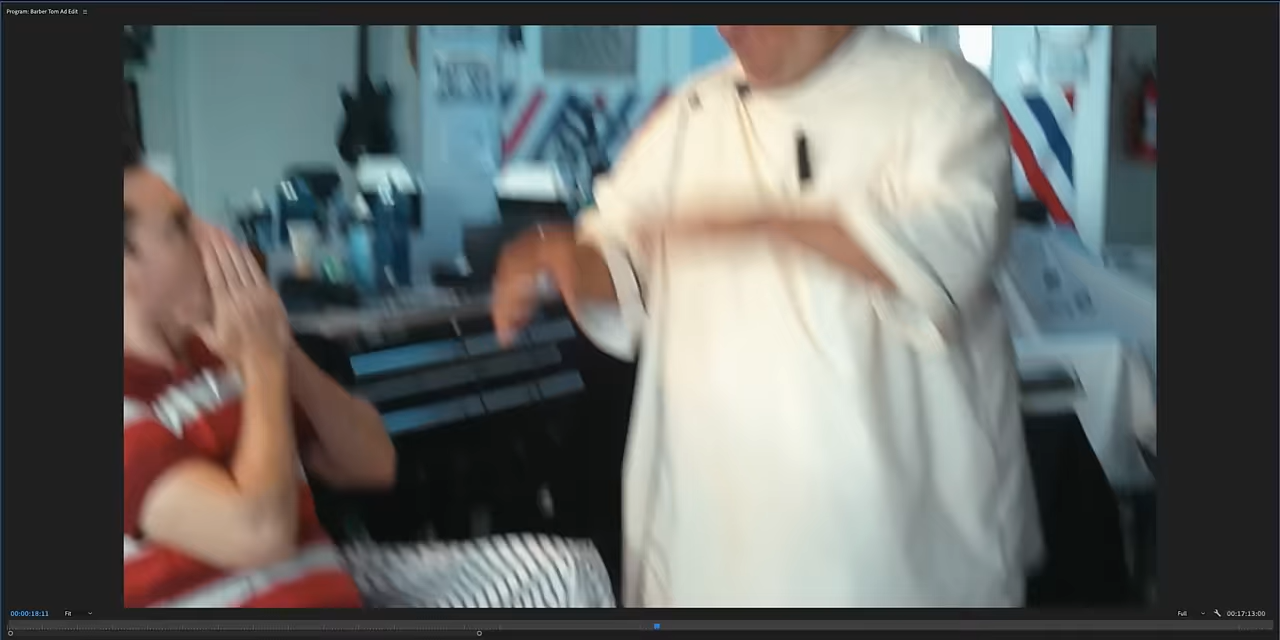 Program: Barber Tom Ad Edit
00:00:18:11
Fit
Full
00:17:13:00